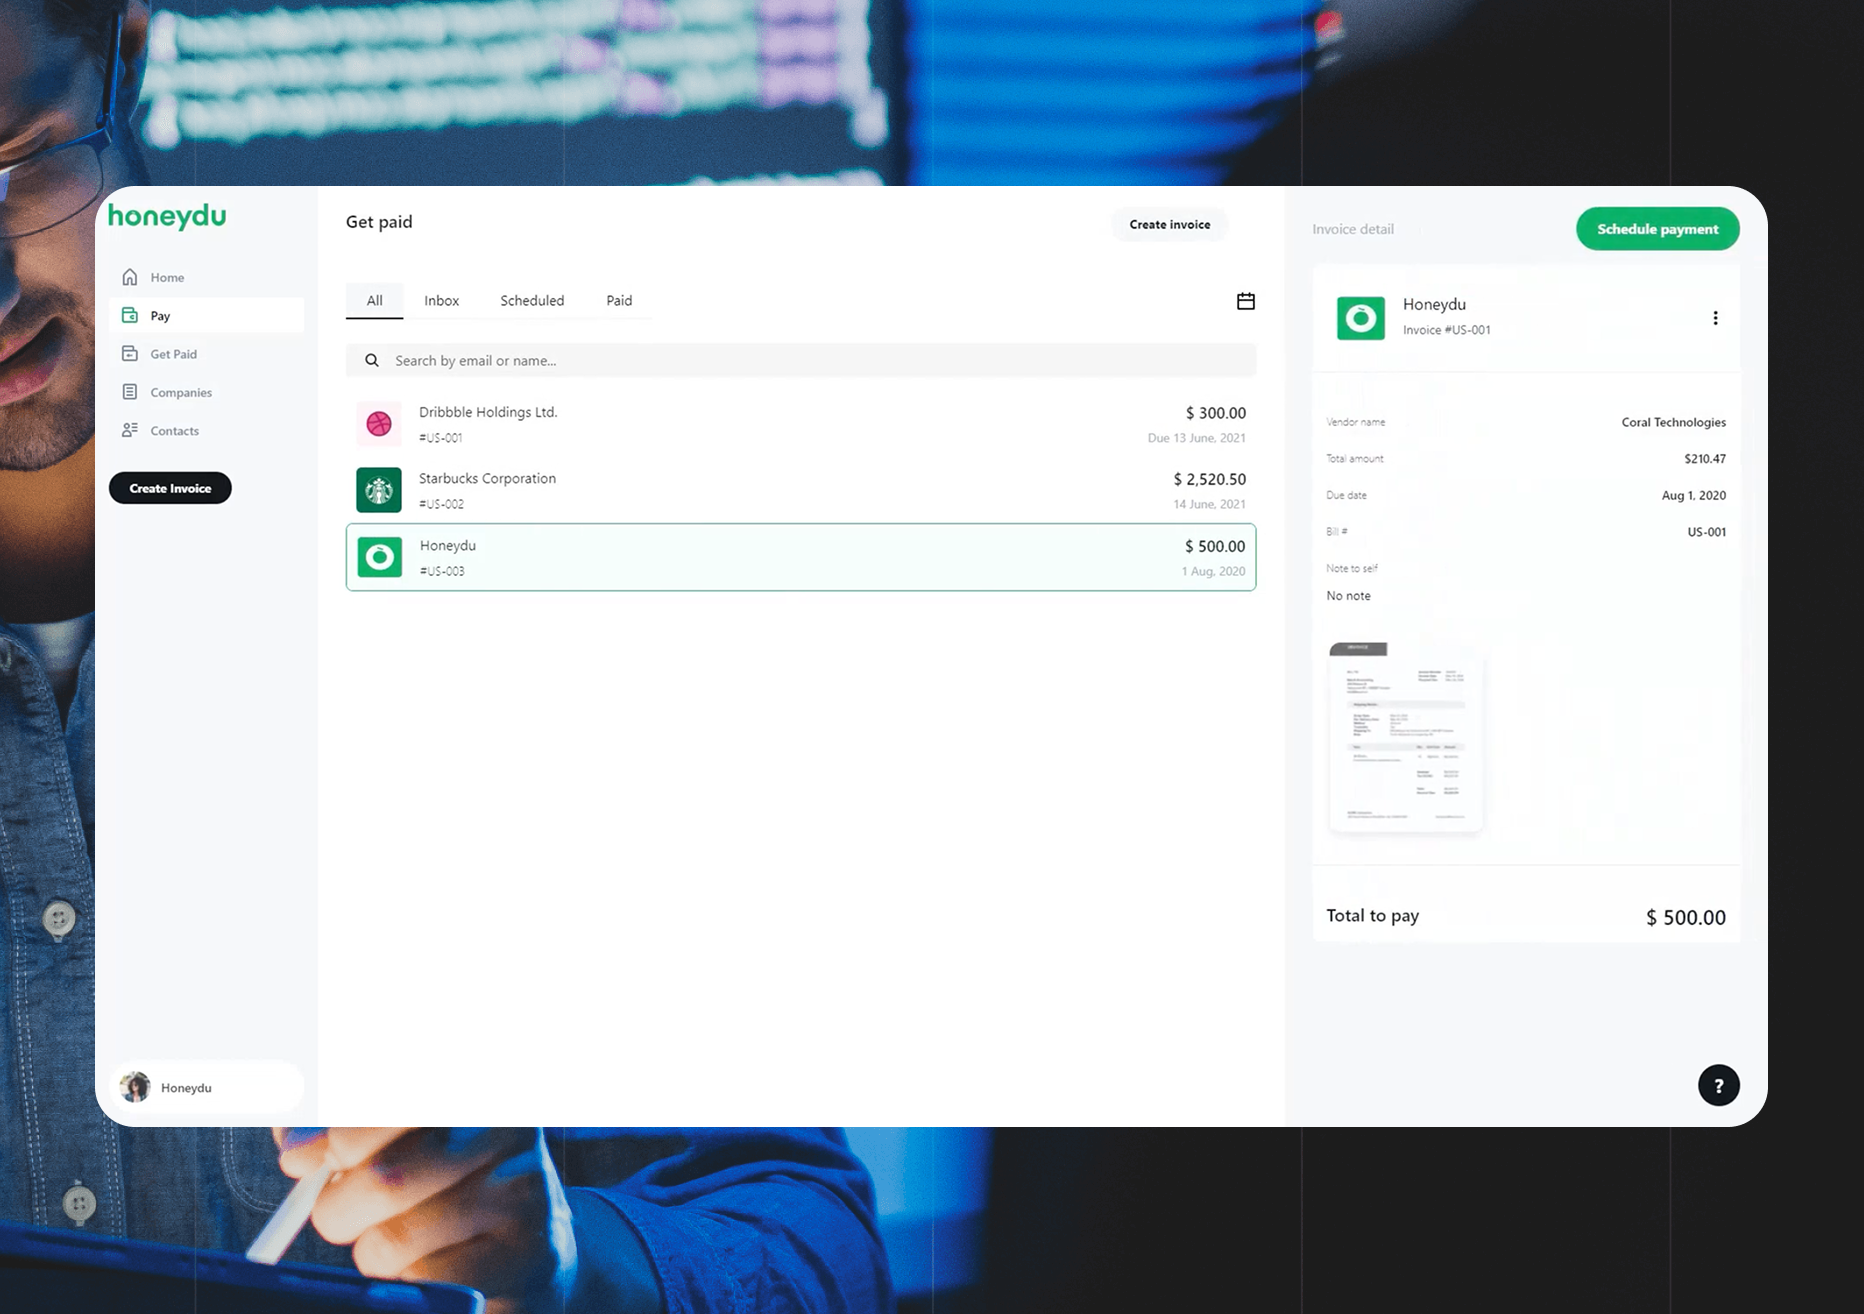 honeydu
Home
Pay
Get Paid
Companies
Contacts
Create Invoice
Honeydu
Get paid
Create invoice
All
Inbox
Scheduled
Paid
Search by email or name...
Dribbble Holdings Ltd.
$ 300.00
#US-001
Due 13 June, 2021
Starbucks Corporation
$ 2,520.50
#US-002
14 June, 2021
Honeydu
$ 500.00
#US-003
1 Aug, 2020
Invoice detail
Schedule payment
Honeydu
Invoice #US-001
Vendor name
Coral Technologies
Total amount
$210.47
Due date
Aug 1, 2020
Bill #
US-001
Note to self
No note
INVOICE
Total to pay
$ 500.00
?